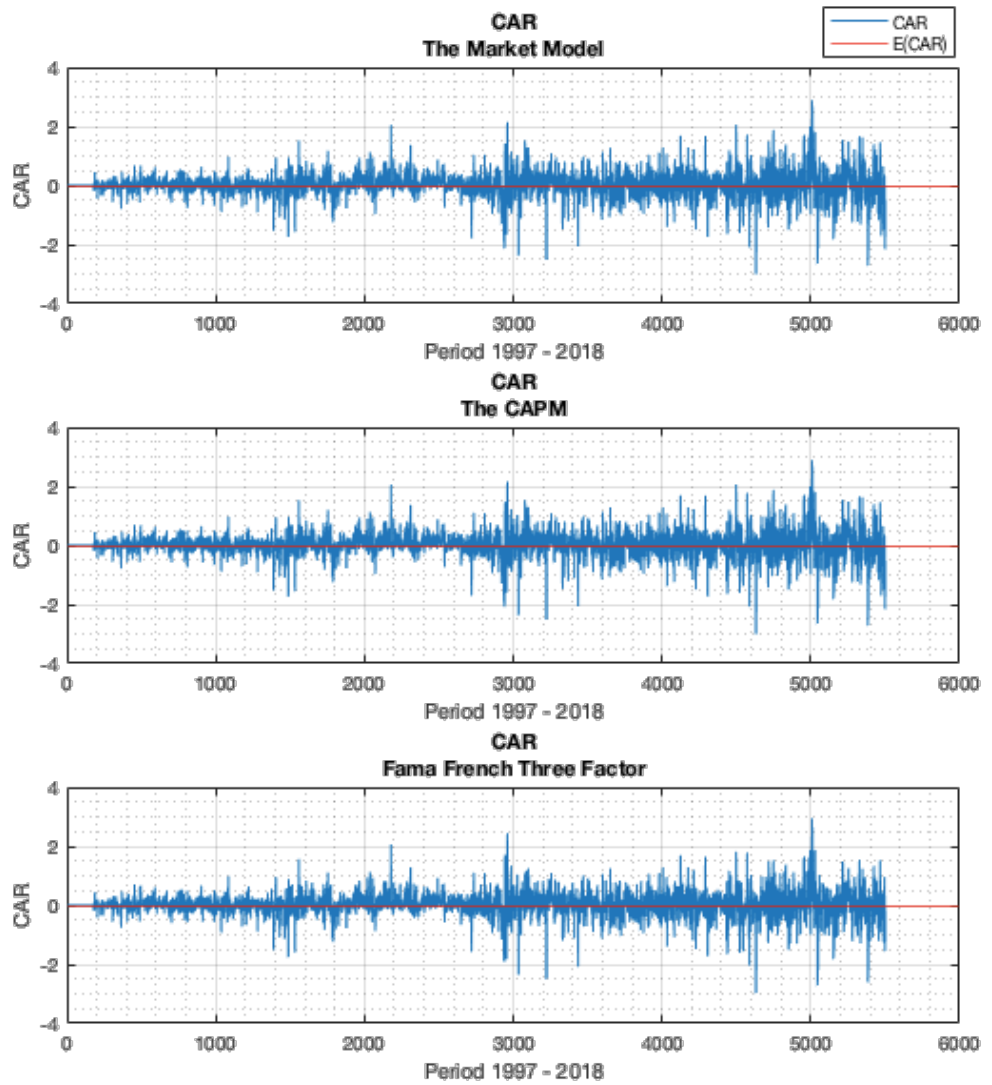 CAR
The Market Model
CAR
E(CAR)
4
2
0
-2
-4
CAR
0 1000 2000 3000 4000 5000 6000
Period 1997 - 2018
CAR
The CAPM
4
2
0
-2
-4
CAR
0 1000 2000 3000 4000 5000 6000
Period 1997 - 2018
CAR
Fama French Three Factor
4
2
0
-2
-4
CAR
0 1000 2000 3000 4000 5000 6000
Period 1997 - 2018